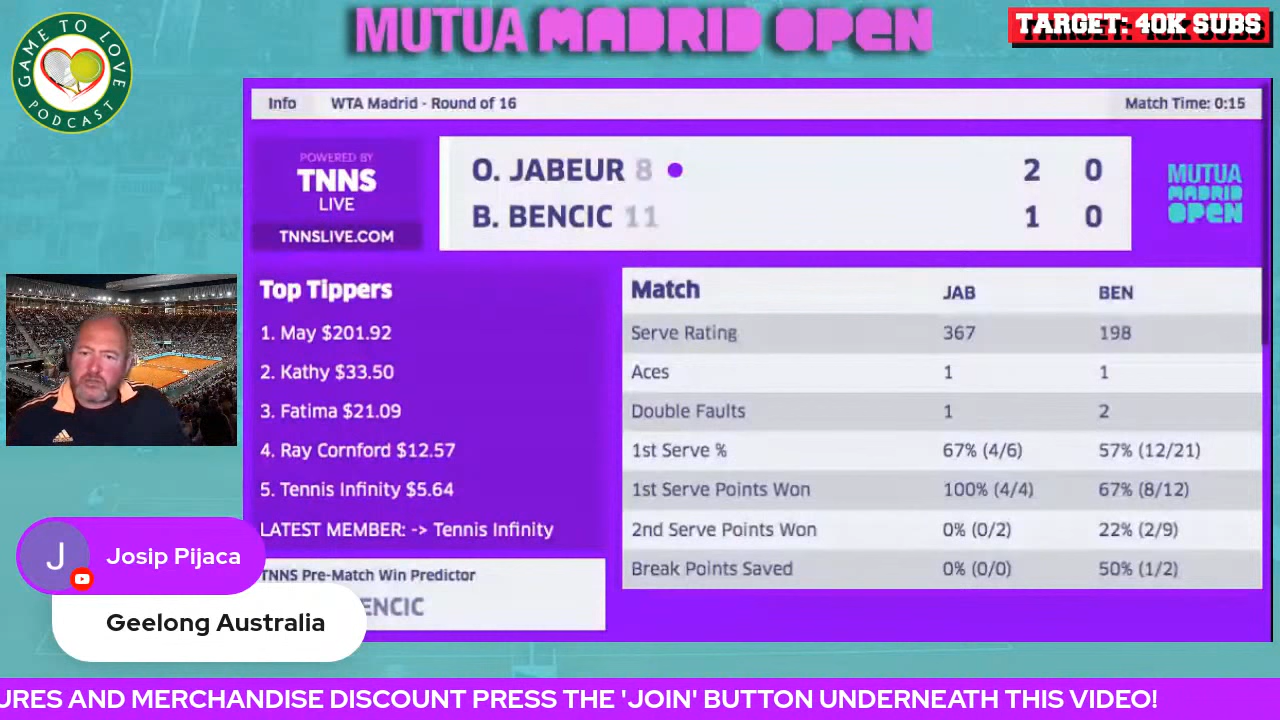 GAME TO LOVE
PODCAST
MUTUA MADRID OPEN
TARGET: 40K SUBS
Info
WTA Madrid - Round of 16
Match Time: 0:15
POWERED BY
TNNS
LIVE
TNNSLIVE.COM
O. JABEUR 8 2 0
B. BENCIC 11 1 0
MUTUA
MADRID
OPEN
Top Tippers
1. May $201.92
2. Kathy $33.50
3. Fatima $21.09
4. Ray Cornford $12.57
5. Tennis Infinity $5.64
LATEST MEMBER: -> Tennis Infinity
TNNS Pre-Match Win Predictor
ENCIC
Match JAB BEN
Serve Rating 367 198
Aces 1 1
Double Faults 1 2
1st Serve % 67% (4/6) 57% (12/21)
1st Serve Points Won 100% (4/4) 67% (8/12)
2nd Serve Points Won 0% (0/2) 22% (2/9)
Break Points Saved 0% (0/0) 50% (1/2)
J
Josip Pijaca
Geelong Australia
URES AND MERCHANDISE DISCOUNT PRESS THE 'JOIN' BUTTON UNDERNEATH THIS VIDEO!